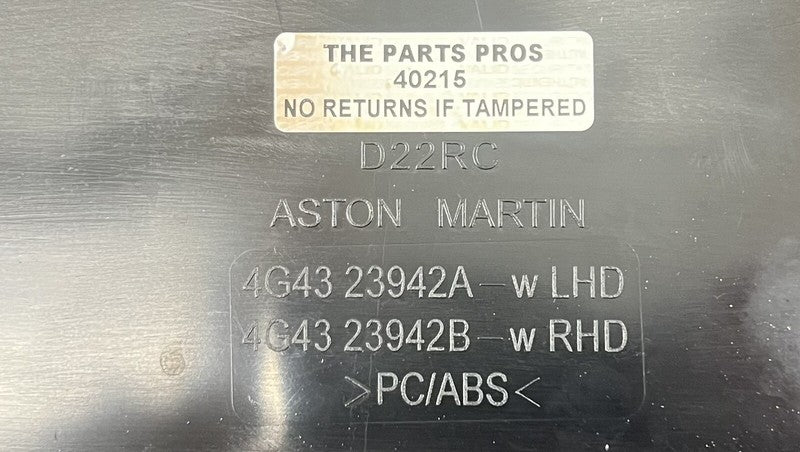 THE PARTS PROS
40215
NO RETURNS IF TAMPERED
D22RC
ASTON MARTIN
4G43 23942A - w LHD
4G43 23942B - w RHD
>PC/ABS<